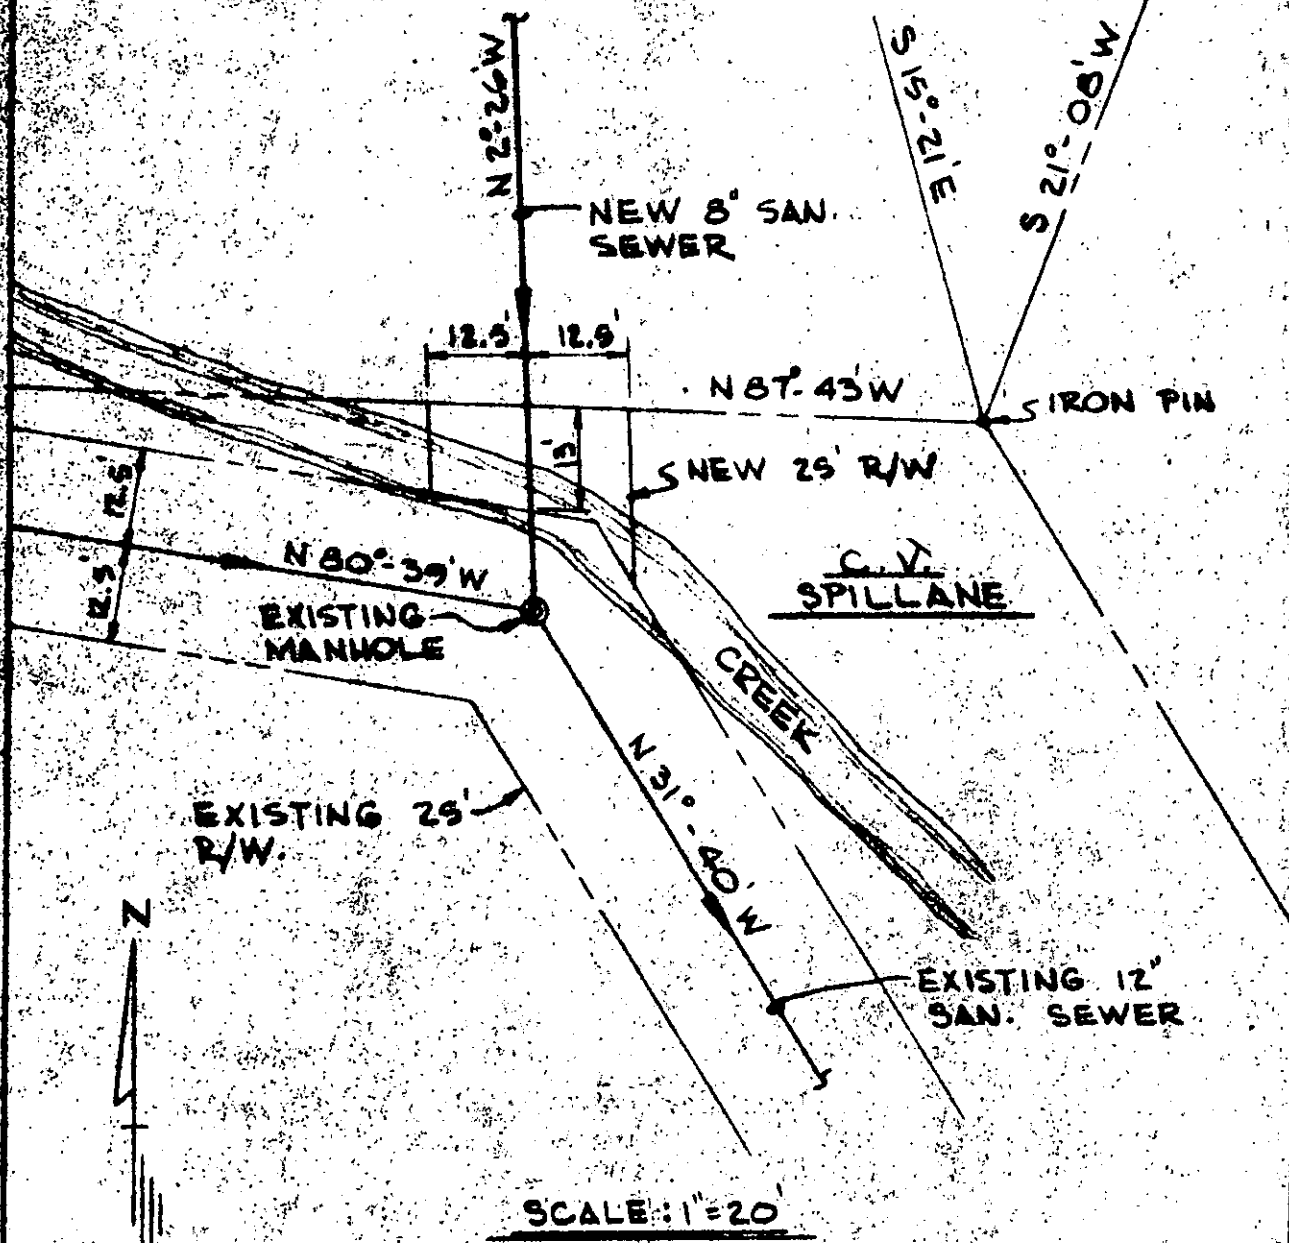 N 2°-26'W
S 15°-21'E
S 21°-08'W
NEW 8" SAN.
SEWER
12.5'
12.5'
N 87°-43'W
IRON PIN
13'
NEW 25' R/W
12.5'
12.5'
N 80°-39'W
C. V.
SPILLANE
EXISTING
MANHOLE
CREEK
N 31°-40' W
EXISTING 25'
R/W.
N
EXISTING 12"
SAN. SEWER
SCALE: 1"=20'